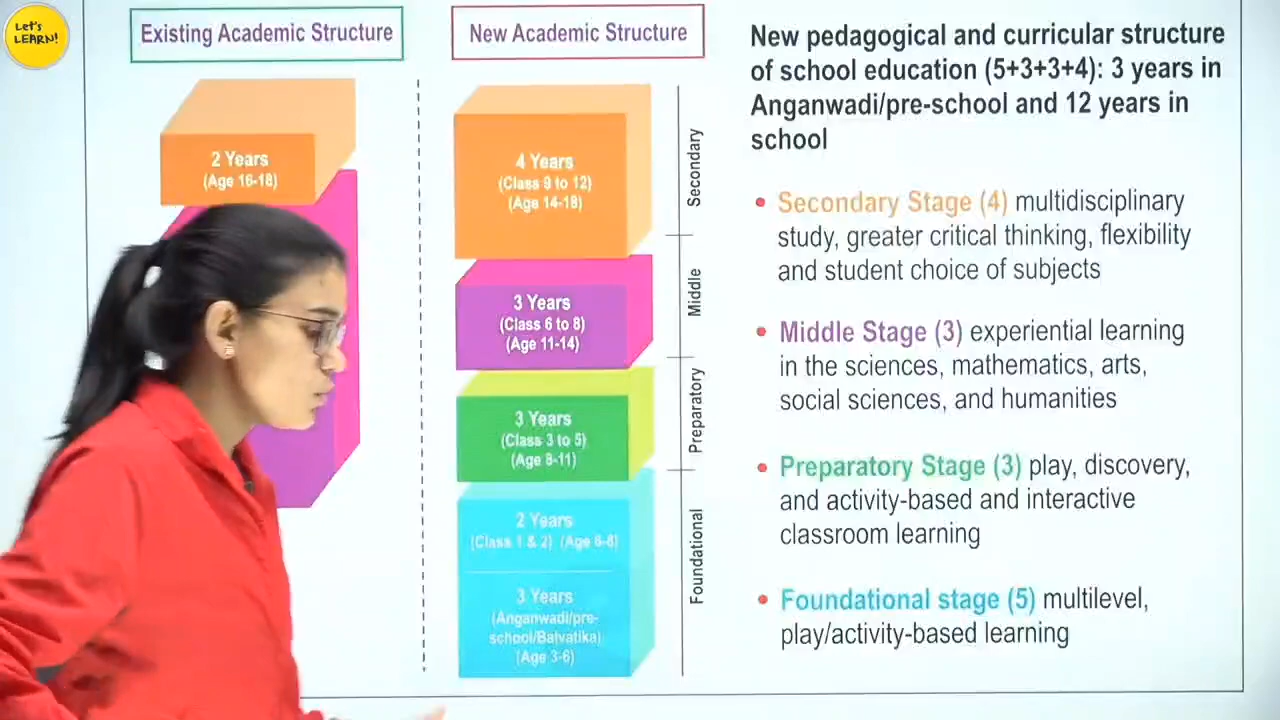 Let's
LEARN!
Existing Academic Structure
New Academic Structure
2 Years
(Age 16-18)
4 Years
(Class 9 to 12)
(Age 14-18)
3 Years
(Class 6 to 8)
(Age 11-14)
3 Years
(Class 3 to 5)
(Age 8-11)
2 Years
(Class 1 & 2) (Age 6-8)
3 Years
(Anganwadi/pre-
school/Balvatika)
(Age 3-6)
Secondary
Middle
Preparatory
Foundational
New pedagogical and curricular structure
of school education (5+3+3+4): 3 years in
Anganwadi/pre-school and 12 years in
school
• Secondary Stage (4) multidisciplinary
study, greater critical thinking, flexibility
and student choice of subjects
• Middle Stage (3) experiential learning
in the sciences, mathematics, arts,
social sciences, and humanities
• Preparatory Stage (3) play, discovery,
and activity-based and interactive
classroom learning
• Foundational stage (5) multilevel,
play/activity-based learning